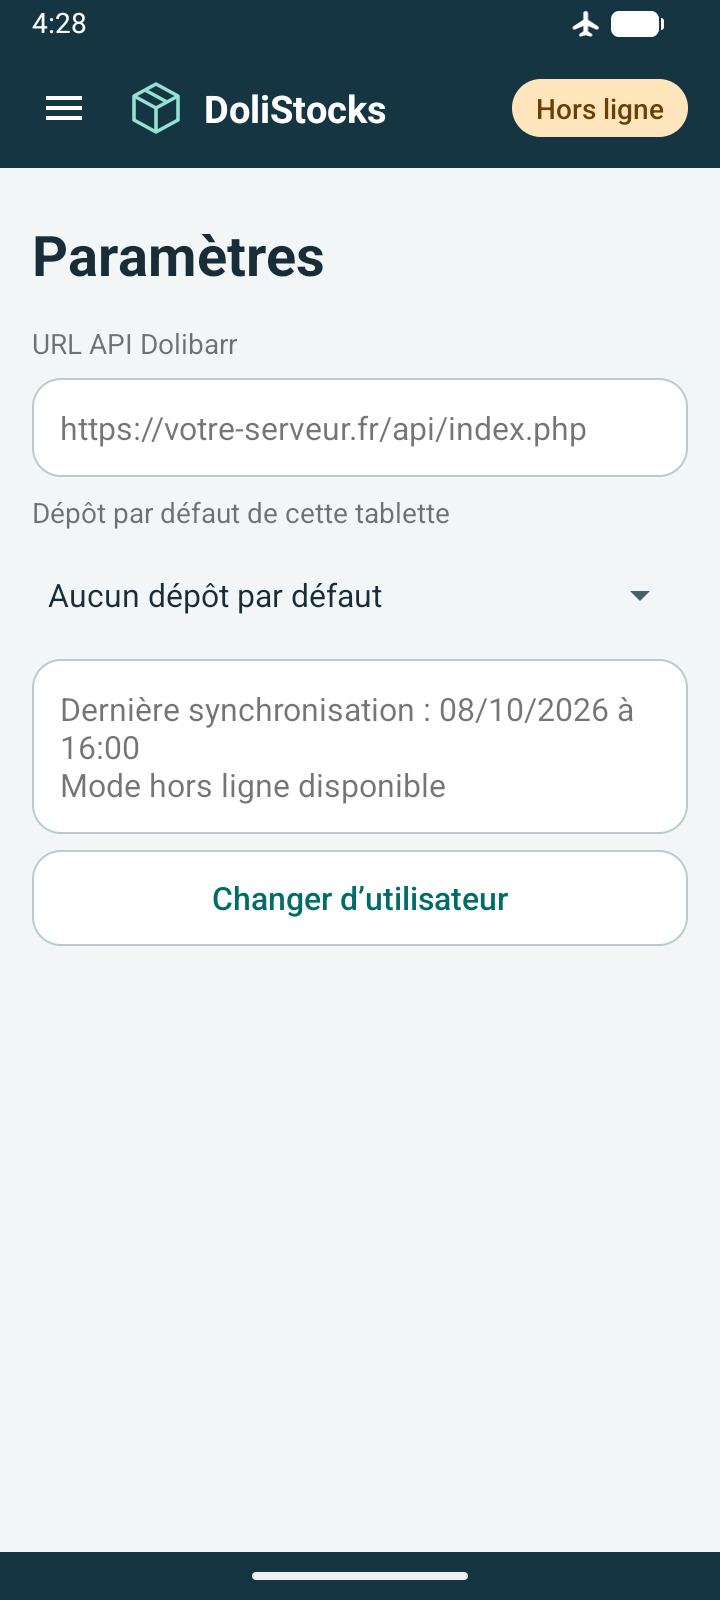 4:28
DoliStocks
Hors ligne
Paramètres
URL API Dolibarr
https://votre-serveur.fr/api/index.php
Dépôt par défaut de cette tablette
Aucun dépôt par défaut
Dernière synchronisation : 08/10/2026 à
16:00
Mode hors ligne disponible
Changer d’utilisateur